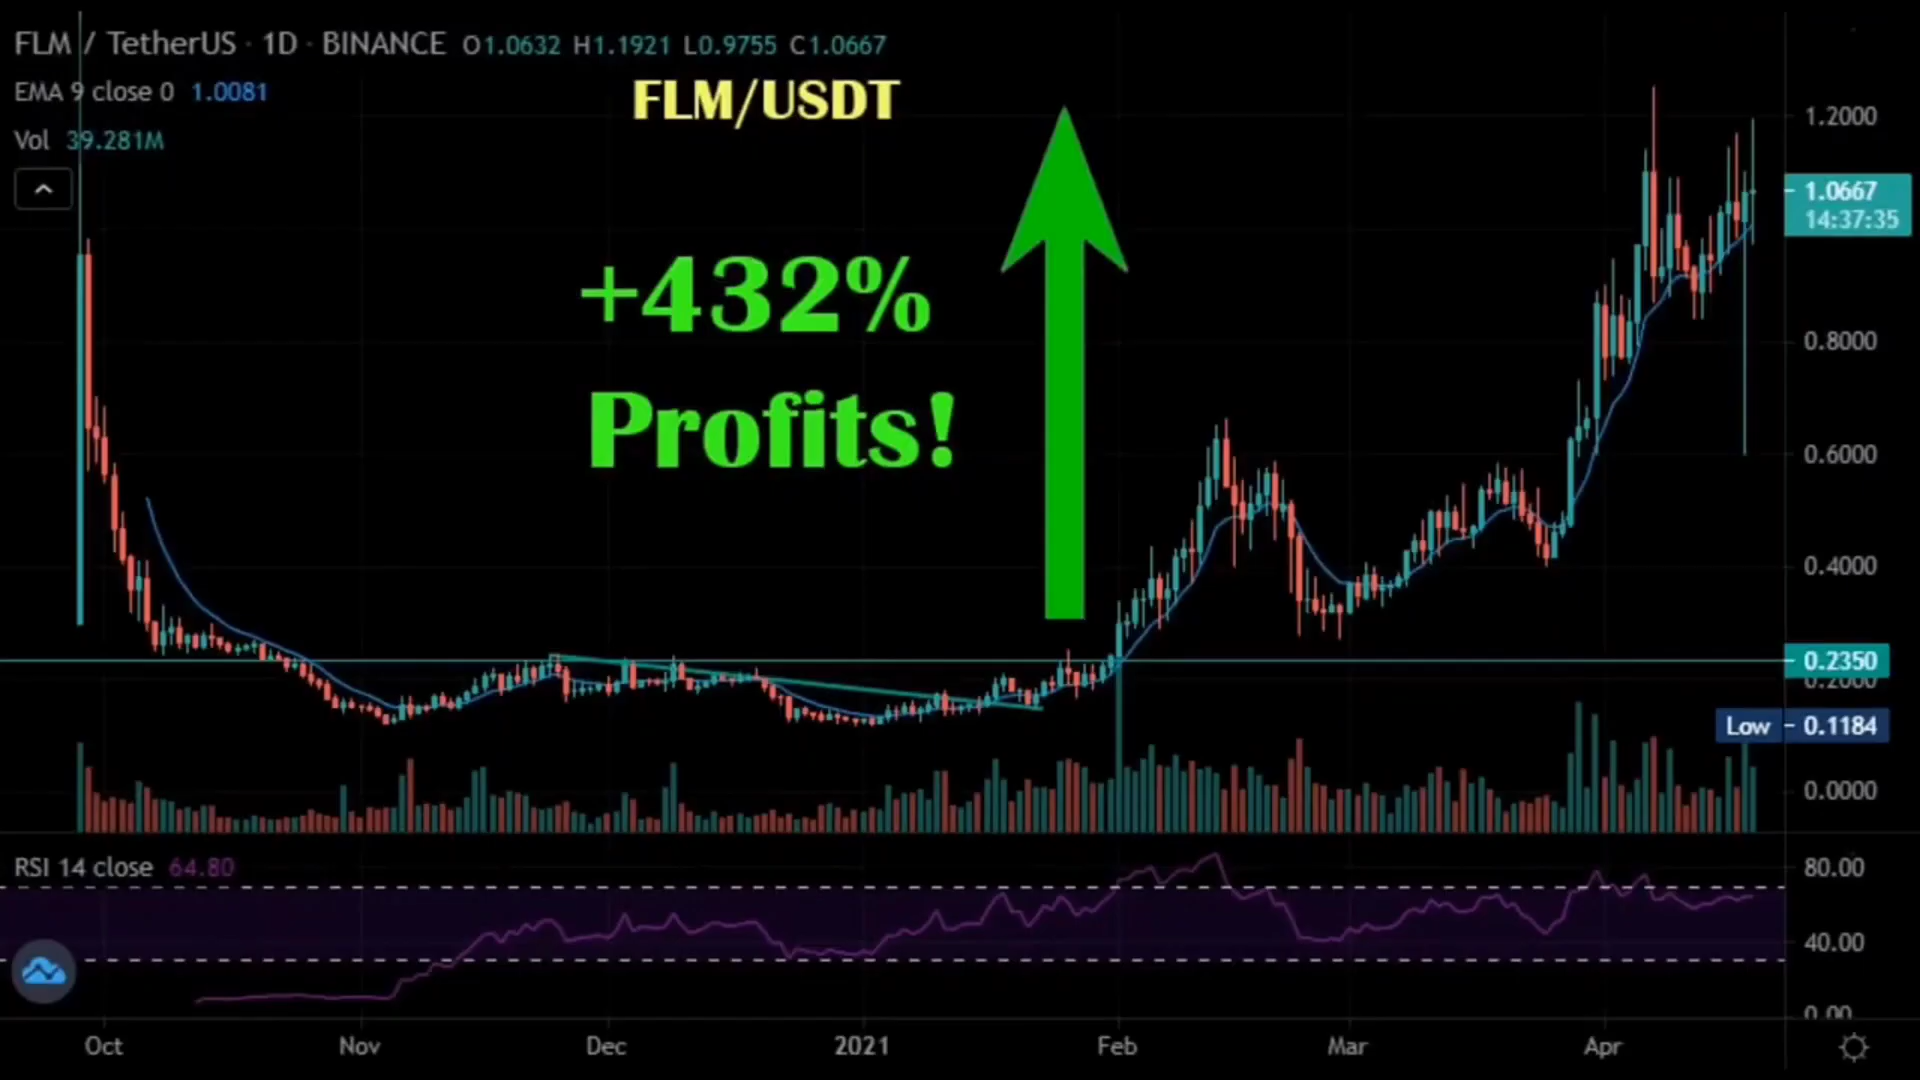 FLM / TetherUS · 1D · BINANCE O1.0632 H1.1921 L0.9755 C1.0667
EMA 9 close 0 1.0081
FLM/USDT
Vol 39.281M
+432%
Profits!
1.2000
1.0667
14:37:35
0.8000
0.6000
0.4000
0.2350
0.2000
Low 0.1184
0.0000
RSI 14 close 64.80
80.00
40.00
0.00
Oct Nov Dec 2021 Feb Mar Apr